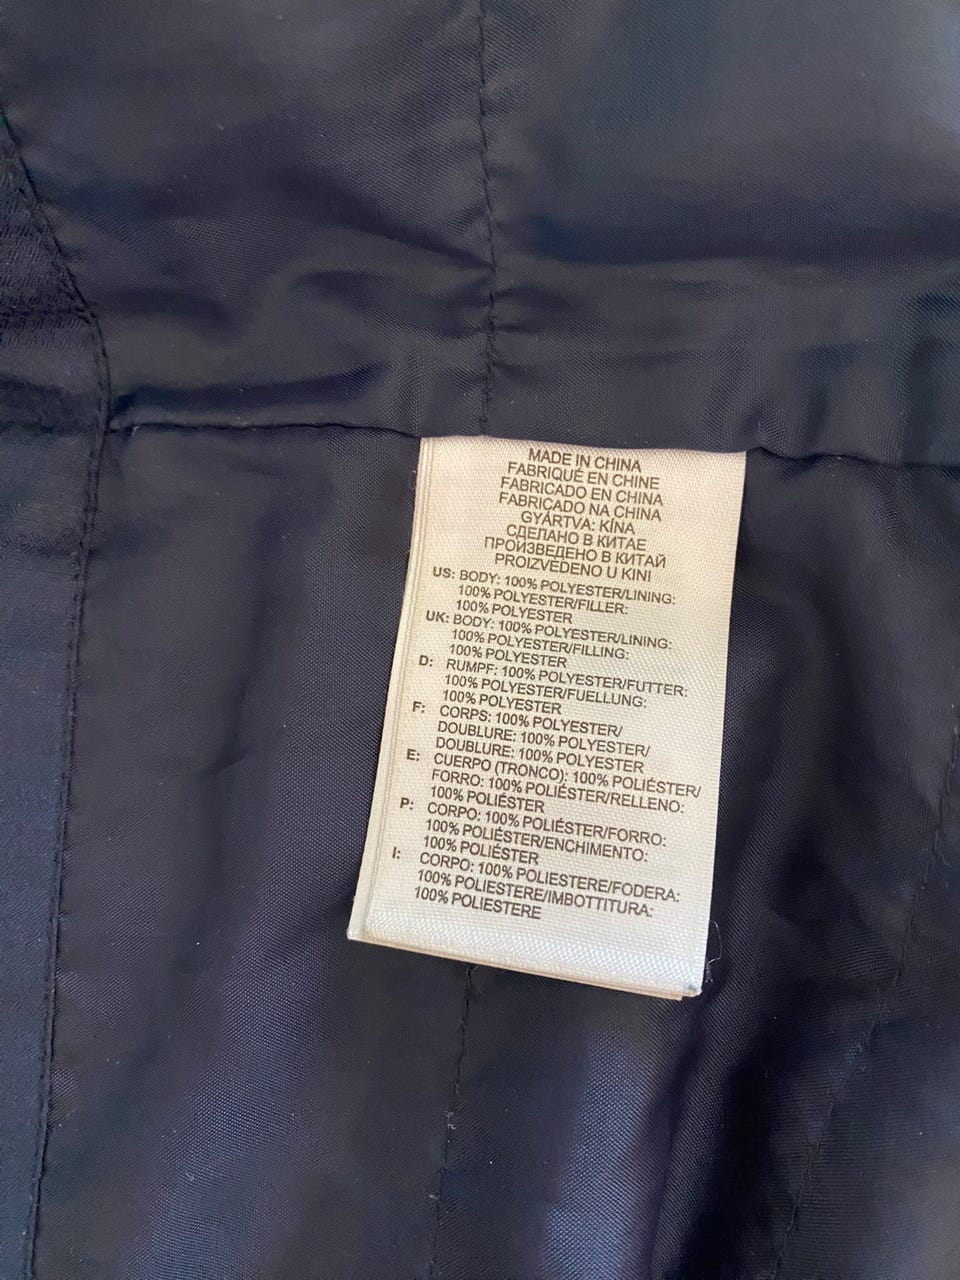 MADE IN CHINA
FABRIQUÉ EN CHINE
FABRICADO EN CHINA
FABRICADO NA CHINA
GYÁRTVA: KÍNA
СДЕЛАНО В КИТАЕ
ПРОИЗВЕДЕНО В КИТАЙ
PROIZVEDENO U KINI
US: BODY: 100% POLYESTER/LINING:
100% POLYESTER/FILLER:
100% POLYESTER
UK: BODY: 100% POLYESTER/LINING:
100% POLYESTER/FILLING:
100% POLYESTER
D: RUMPF: 100% POLYESTER/FUTTER:
100% POLYESTER/FUELLUNG:
100% POLYESTER
F: CORPS: 100% POLYESTER/
DOUBLURE: 100% POLYESTER/
DOUBLURE: 100% POLYESTER
E: CUERPO (TRONCO): 100% POLIÉSTER/
FORRO: 100% POLIÉSTER/RELLENO:
100% POLIÉSTER
P: CORPO: 100% POLIÉSTER/FORRO:
100% POLIÉSTER/ENCHIMENTO:
100% POLIÉSTER
I: CORPO: 100% POLIESTERE/FODERA:
100% POLIESTERE/IMBOTTITURA:
100% POLIESTERE